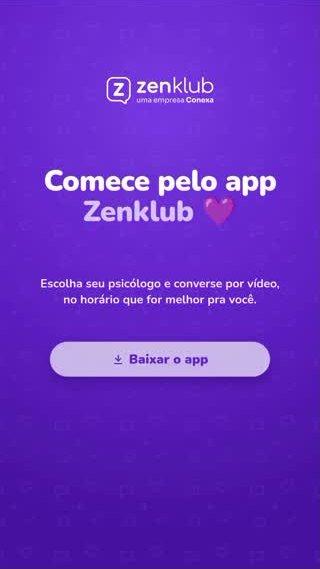 zenklub
uma empresa Conexa
Comece pelo app
Zenklub 💜
Escolha seu psicólogo e converse por vídeo,
no horário que for melhor pra você.
Baixar o app